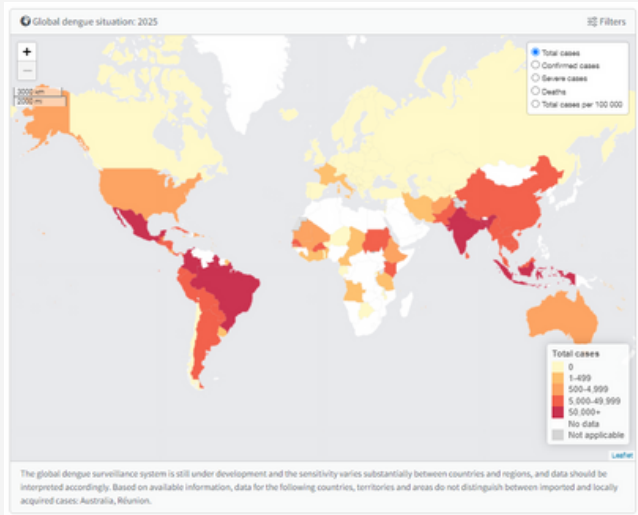 Global dengue situation: 2025
Filters
+
−
3000 km
2000 mi
Total cases
Confirmed cases
Severe cases
Deaths
Total cases per 100 000
Total cases
0
1-499
500-4,999
5,000-49,999
50,000+
No data
Not applicable
Leaflet
The global dengue surveillance system is still under development and the sensitivity varies substantially between countries and regions, and data should be
interpreted accordingly. Based on available information, data for the following countries, territories and areas do not distinguish between imported and locally
acquired cases: Australia, Réunion.